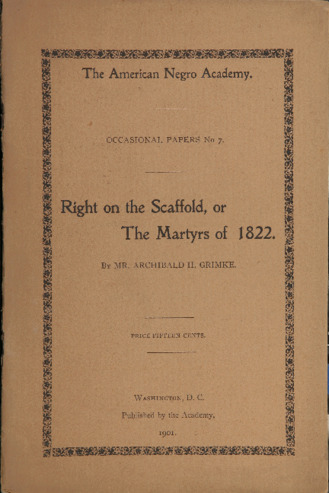 The American Negro Academy.
OCCASIONAL PAPERS No 7.
Right on the Scaffold, or
The Martyrs of 1822.
By MR. ARCHIBALD H. GRIMKE.
PRICE FIFTEEN CENTS.
WASHINGTON, D. C.
Published by the Academy,
1901.